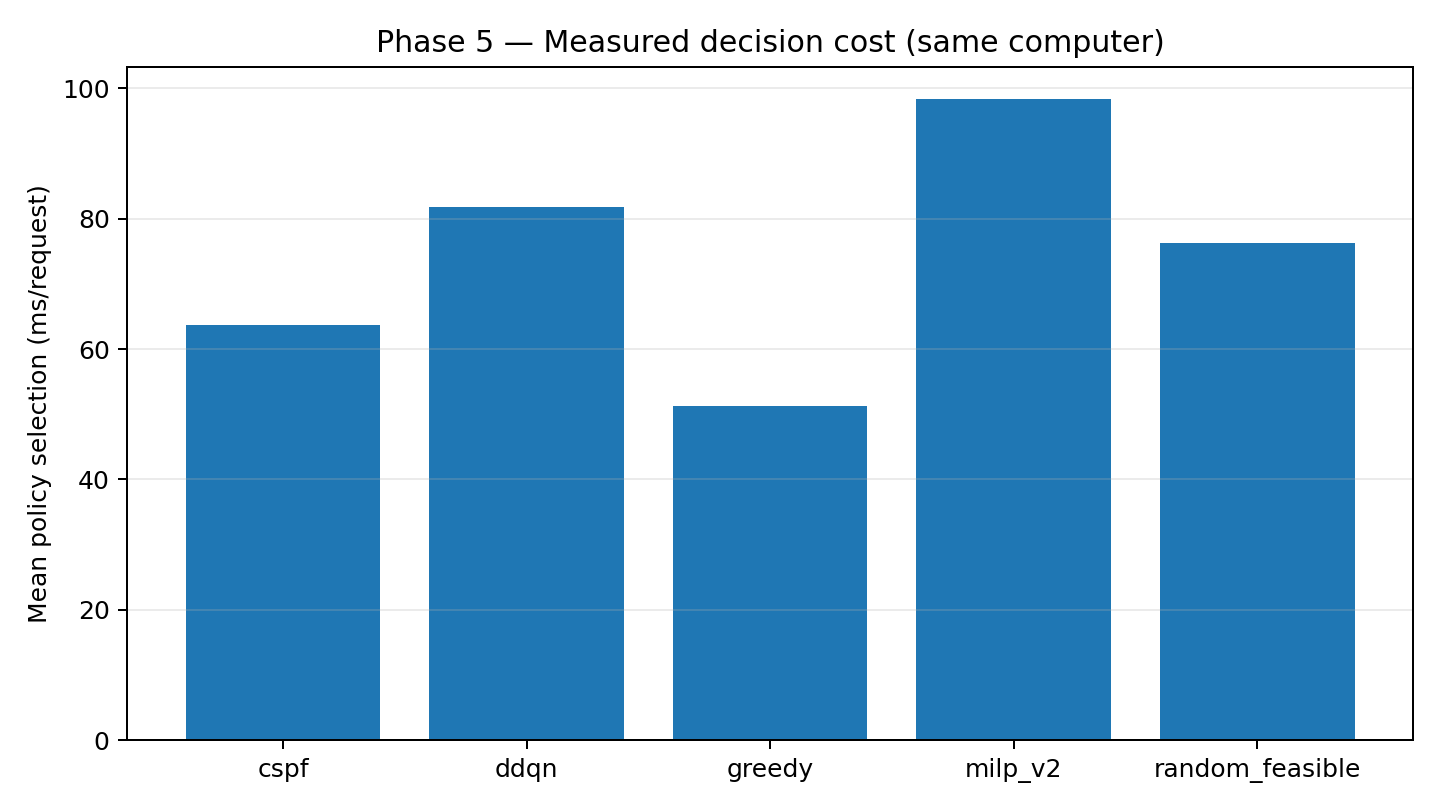 Phase 5 — Measured decision cost (same computer)
Mean policy selection (ms/request)
100
80
60
40
20
0
cspf
ddqn
greedy
milp_v2
random_feasible